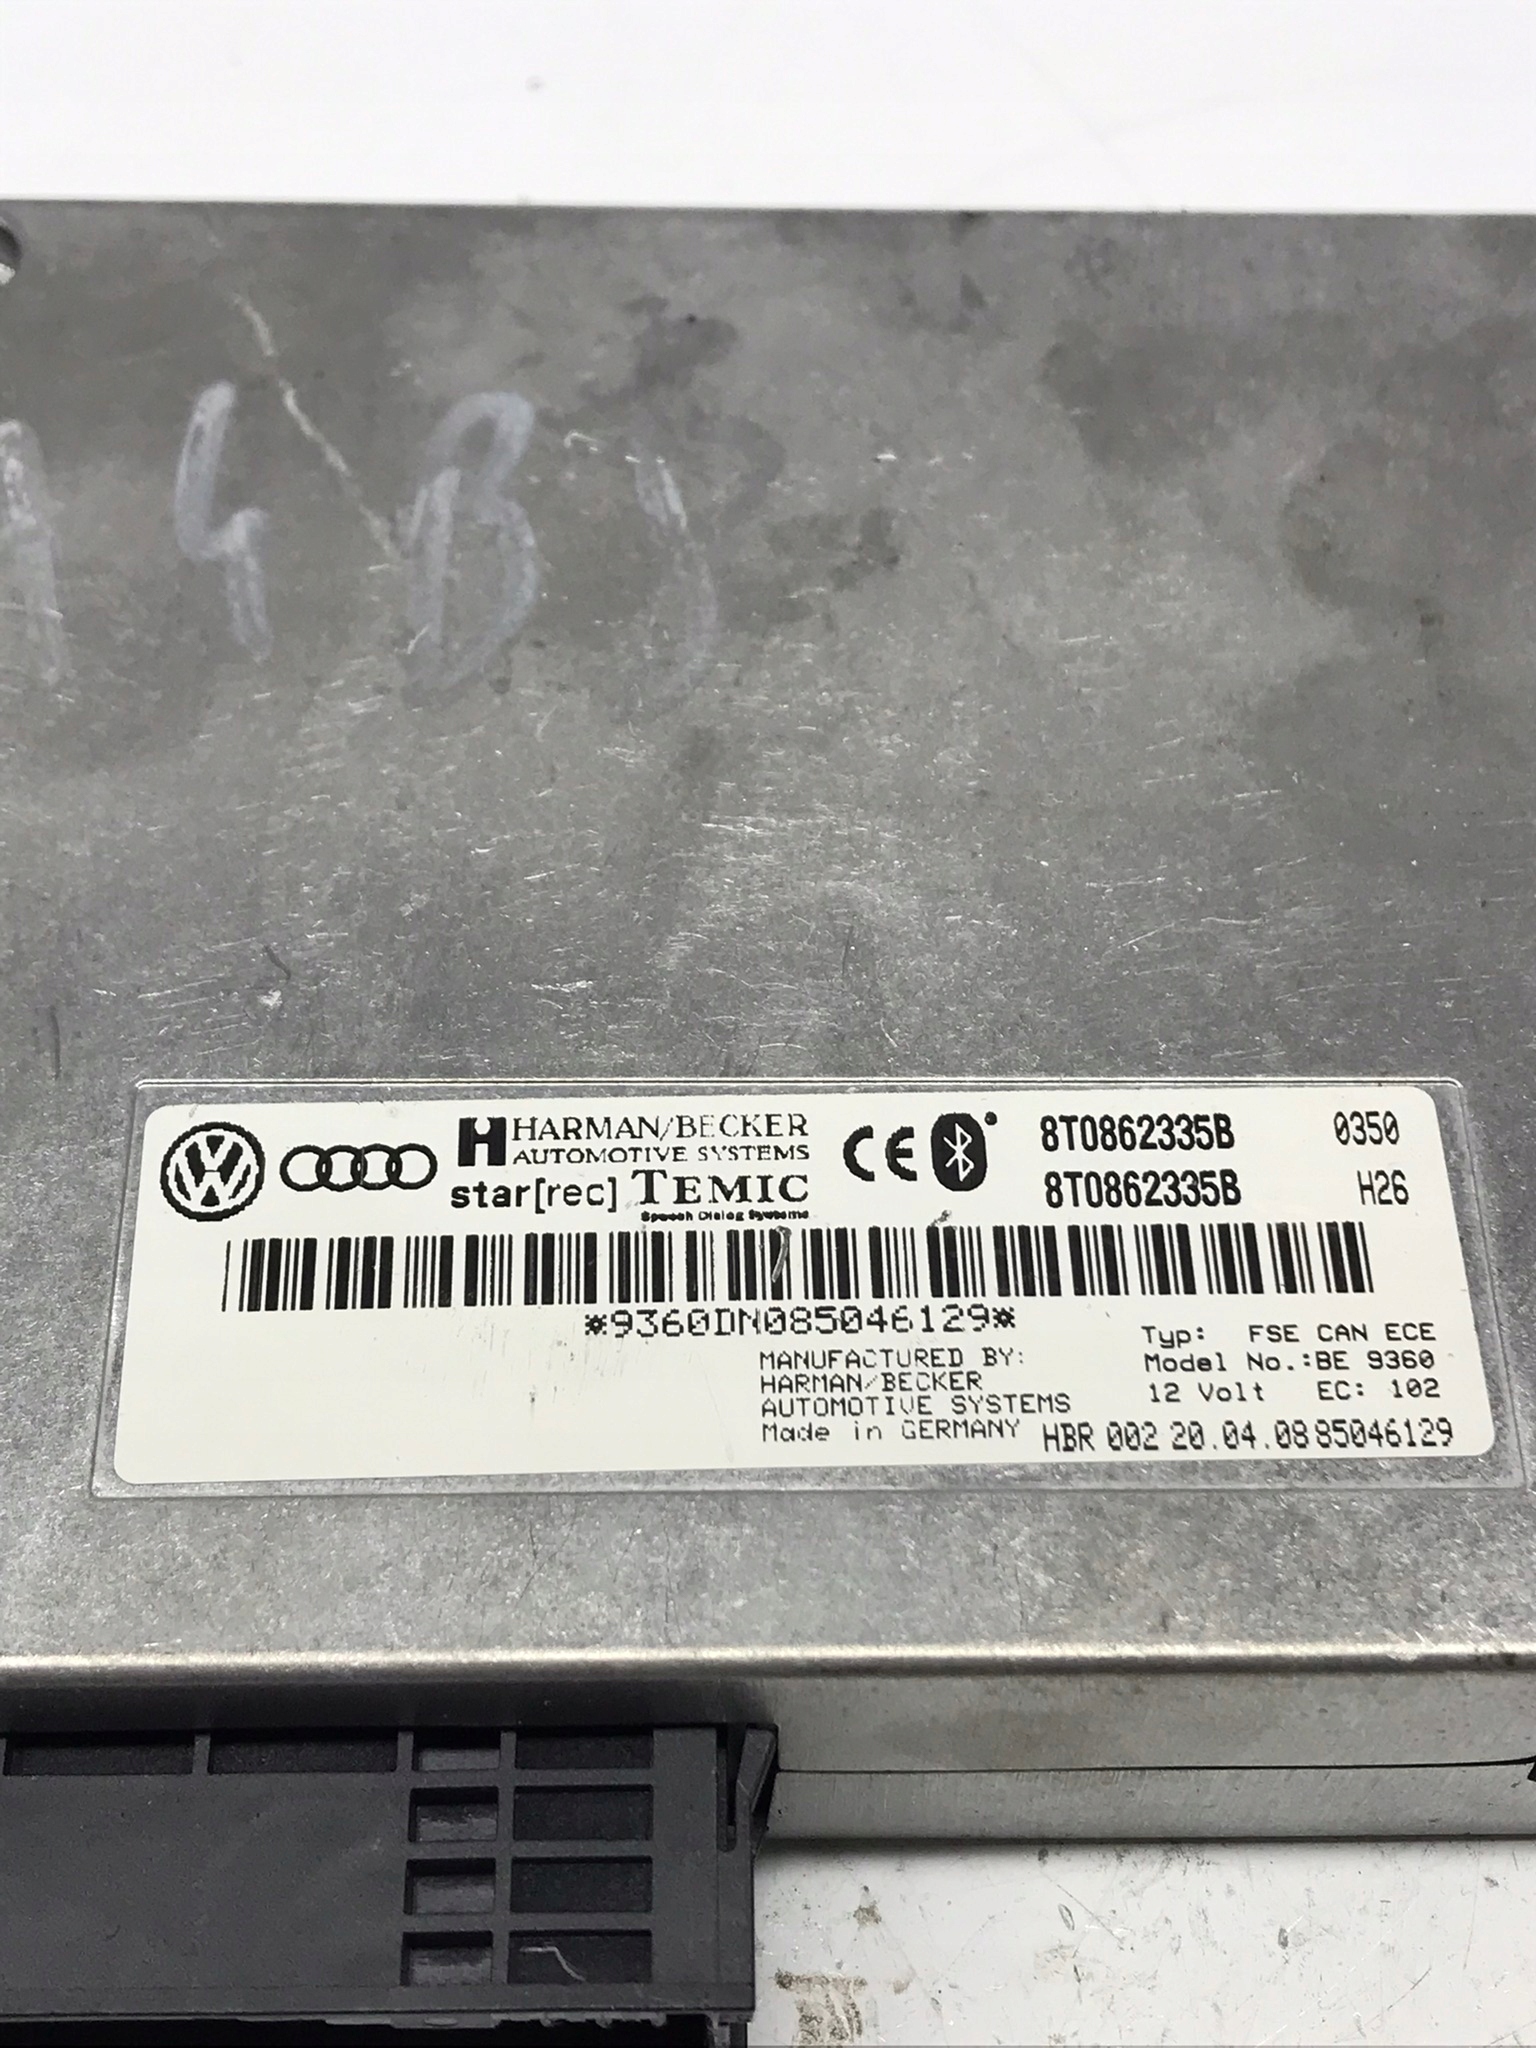 HARMAN/BECKER
AUTOMOTIVE SYSTEMS
star[rec] TEMIC
Speech Dialog Systems
CE
8T0862335B 0350
8T0862335B H26
*9360DN085046129*
MANUFACTURED BY:
HARMAN/BECKER
AUTOMOTIVE SYSTEMS
Made in GERMANY
Typ: FSE CAN ECE
Model No.:BE 9360
12 Volt EC: 102
HBR 002 20.04.08 85046129